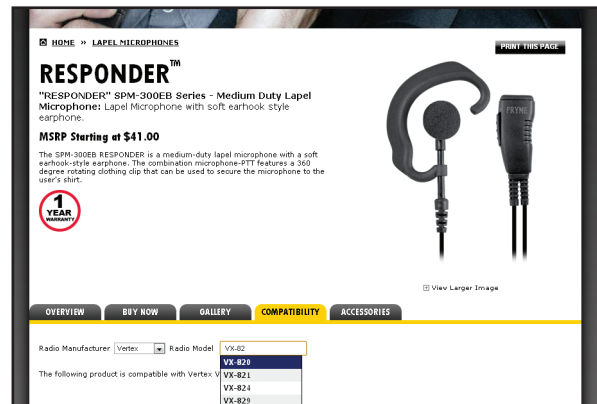 HOME » LAPEL MICROPHONES
PRINT THIS PAGE
RESPONDER™
"RESPONDER" SPM-300EB Series - Medium Duty Lapel
Microphone: Lapel Microphone with soft earhook style
earphone.
MSRP Starting at $41.00
The SPM-300EB RESPONDER is a medium-duty lapel microphone with a soft
earhook-style earphone. The combination microphone-PTT features a 360
degree rotating clothing clip that can be used to secure the microphone to the
user's shirt.
1
YEAR
WARRANTY
PRYME
View Larger Image
OVERVIEW BUY NOW GALLERY COMPATIBILITY ACCESSORIES
Radio Manufacturer Vertex Radio Model VX-82
VX-820
The following product is compatible with Vertex V
VX-821
VX-824
VX-829